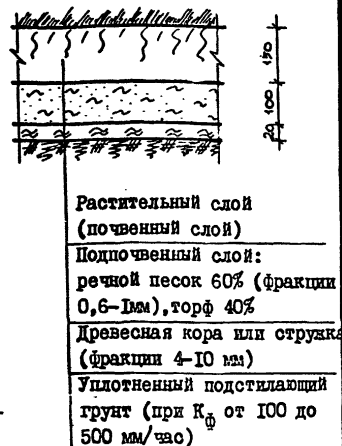 150
100
20
Растительный слой
(почвенный слой)
Подпочвенный слой:
речной песок 60% (фракции
0,6-1мм),торф 40%
Древесная кора или стружка
(фракции 4-10 мм)
Уплотненный подстилающий
грунт (при Кф от 100 до
500 мм/час)